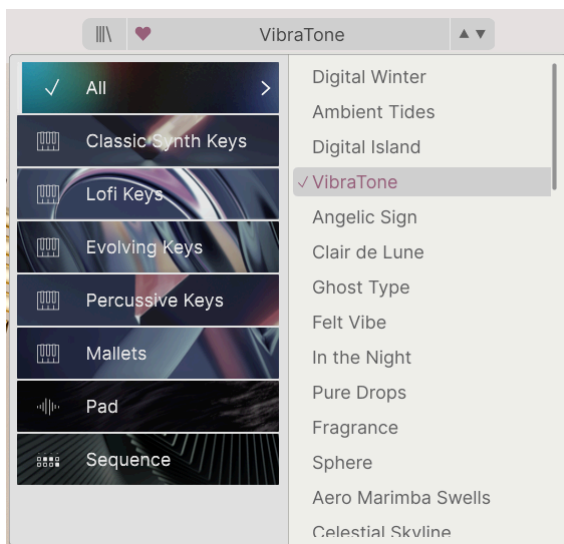 VibraTone
All
Classic Synth Keys
Lofi Keys
Evolving Keys
Percussive Keys
Mallets
Pad
Sequence
Digital Winter
Ambient Tides
Digital Island
VibraTone
Angelic Sign
Clair de Lune
Ghost Type
Felt Vibe
In the Night
Pure Drops
Fragrance
Sphere
Aero Marimba Swells
Celestial Skyline